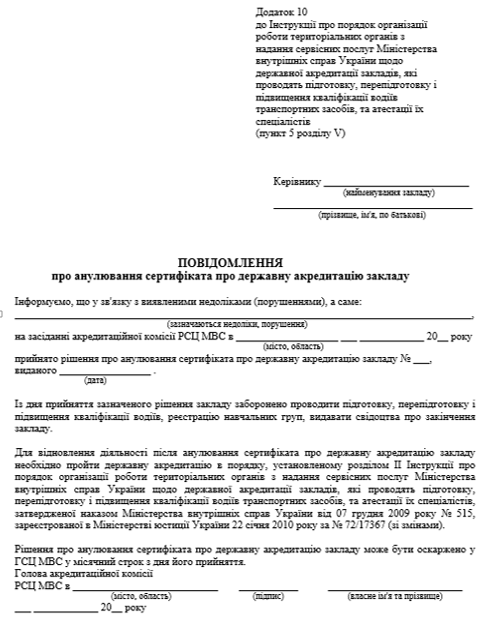 Додаток 10
до Інструкції про порядок організації
роботи територіальних органів з
надання сервісних послуг Міністерства
внутрішніх справ України щодо
державної акредитації закладів, які
проводять підготовку, перепідготовку і
підвищення кваліфікації водіїв
транспортних засобів, та атестації їх
спеціалістів
(пункт 5 розділу V)
Керівнику ____________________________
(найменування закладу)
______________________________________
(прізвище, ім'я, по батькові)
ПОВІДОМЛЕННЯ
про анулювання сертифіката про державну акредитацію закладу
Інформуємо, що у зв'язку з виявленими недоліками (порушеннями), а саме:
______________________________________________________________________________,
(зазначаються недоліки, порушення)
на засіданні акредитаційної комісії РСЦ МВС в ____________________ ___ ___________ 20__ року
(місто, область)
прийнято рішення про анулювання сертифіката про державну акредитацію закладу № ___,
виданого __________________ .
(дата)
Із дня прийняття зазначеного рішення закладу заборонено проводити підготовку, перепідготовку і
підвищення кваліфікації водіїв, реєстрацію навчальних груп, видавати свідоцтва про закінчення
закладу.
Для відновлення діяльності після анулювання сертифіката про державну акредитацію закладу
необхідно пройти державну акредитацію в порядку, установленому розділом II Інструкції про
порядок організації роботи територіальних органів з надання сервісних послуг Міністерства
внутрішніх справ України щодо державної акредитації закладів, які проводять підготовку,
перепідготовку і підвищення кваліфікації водіїв транспортних засобів, та атестації їх спеціалістів,
затвердженої наказом Міністерства внутрішніх справ України від 07 грудня 2009 року № 515,
зареєстрованого в Міністерстві юстиції України 22 січня 2010 року за № 72/17367 (зі змінами).
Рішення про анулювання сертифіката про державну акредитацію закладу може бути оскаржено у
ГСЦ МВС у місячний строк з дня його прийняття.
Голова акредитаційної комісії
РСЦ МВС в ______________________ ___________ __________________________
(місто, область) (підпис) (власне ім'я та прізвище)
___ _____________ 20__ року